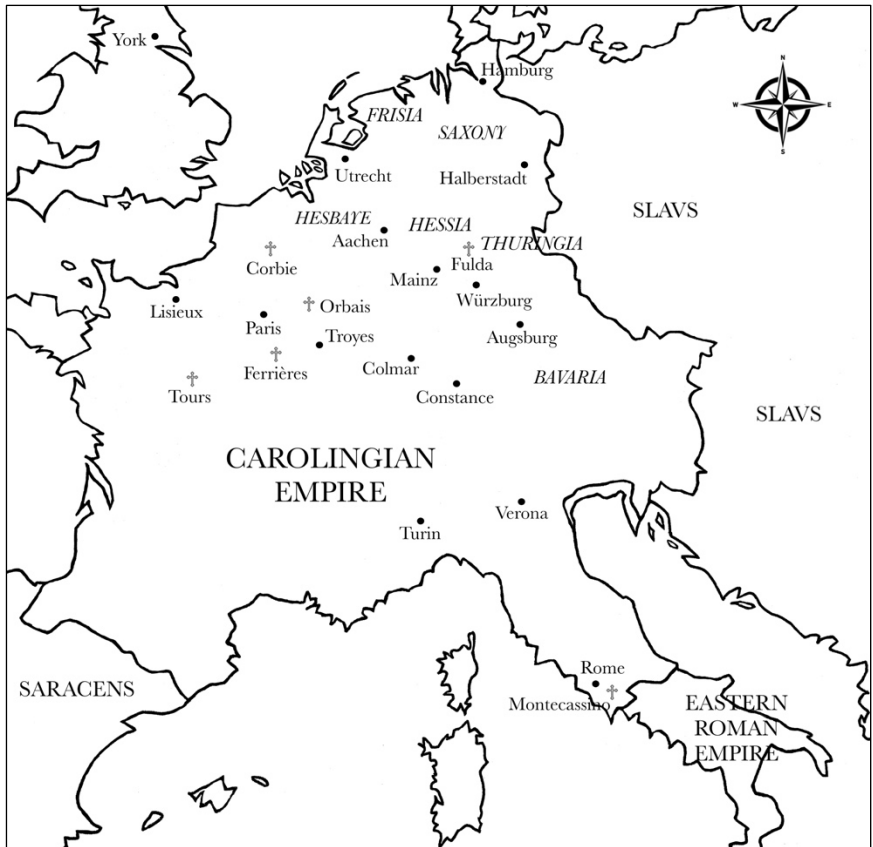 York
Hamburg
N
W
E
S
FRISIA
SAXONY
Utrecht
Halberstadt
SLAVS
HESBAYE
HESSIA
Aachen
THURINGIA
Corbie
Fulda
Mainz
Würzburg
Lisieux
Orbais
Paris
Troyes
Augsburg
Ferrières
Colmar
BAVARIA
Tours
Constance
SLAVS
CAROLINGIAN
EMPIRE
Verona
Turin
Rome
SARACENS
Montecassino
EASTERN
ROMAN
EMPIRE